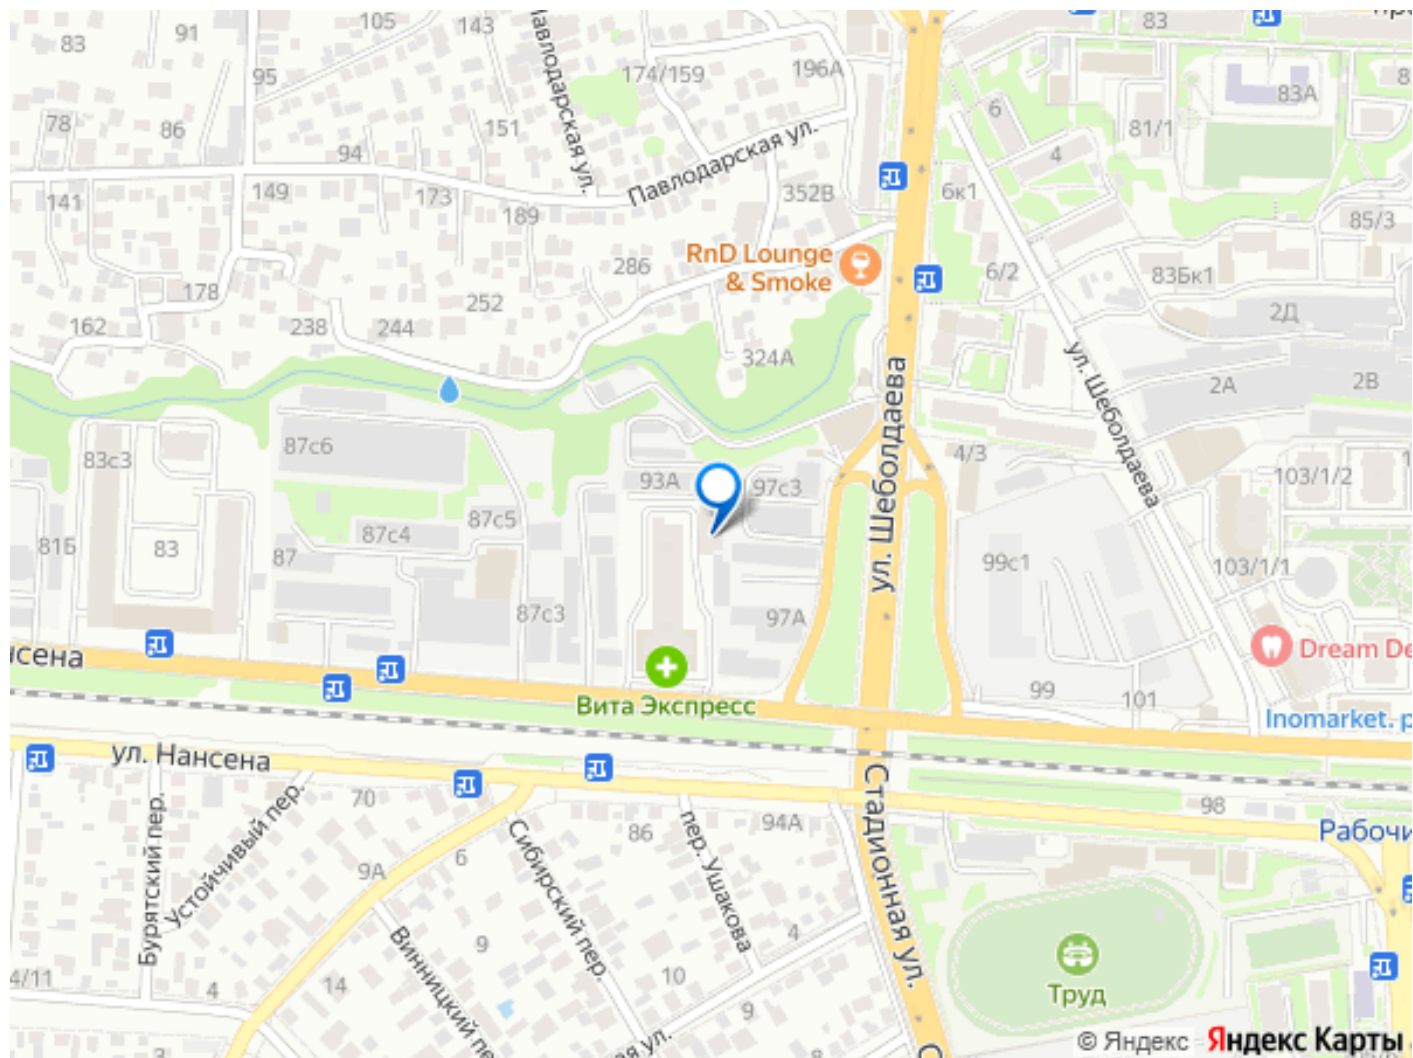 105
143
83
91
95
Павлодарская ул.
174/159
196А
83
83А
6
81/1
78
86
151
94
4
Павлодарская ул.
141
149
173
189
352В
6к1
85/3
RnD Lounge
& Smoke
286
6/2
83Бк1
178
252
162
238
244
324А
2Д
ул. Шеболдаева
ул. Шеболдаева
2А
2В
87с6
83с3
93А
97с3
4/3
103/1/2
87с5
87с4
81Б
83
87
99с1
103/1/1
87с3
97А
нсена
Dream De
99
101
Вита Экспресс
Inomarket. р
ул. Нансена
70
86
94А
98
Рабочи
Бурятский пер.
Устойчивый пер.
9А
6
Сибирский пер.
пер. Ушакова
Стадионная ул.
Винницкий пе
9
4
4/11
4
14
10
Труд
3
9
© Яндекс
Яндекс Карты